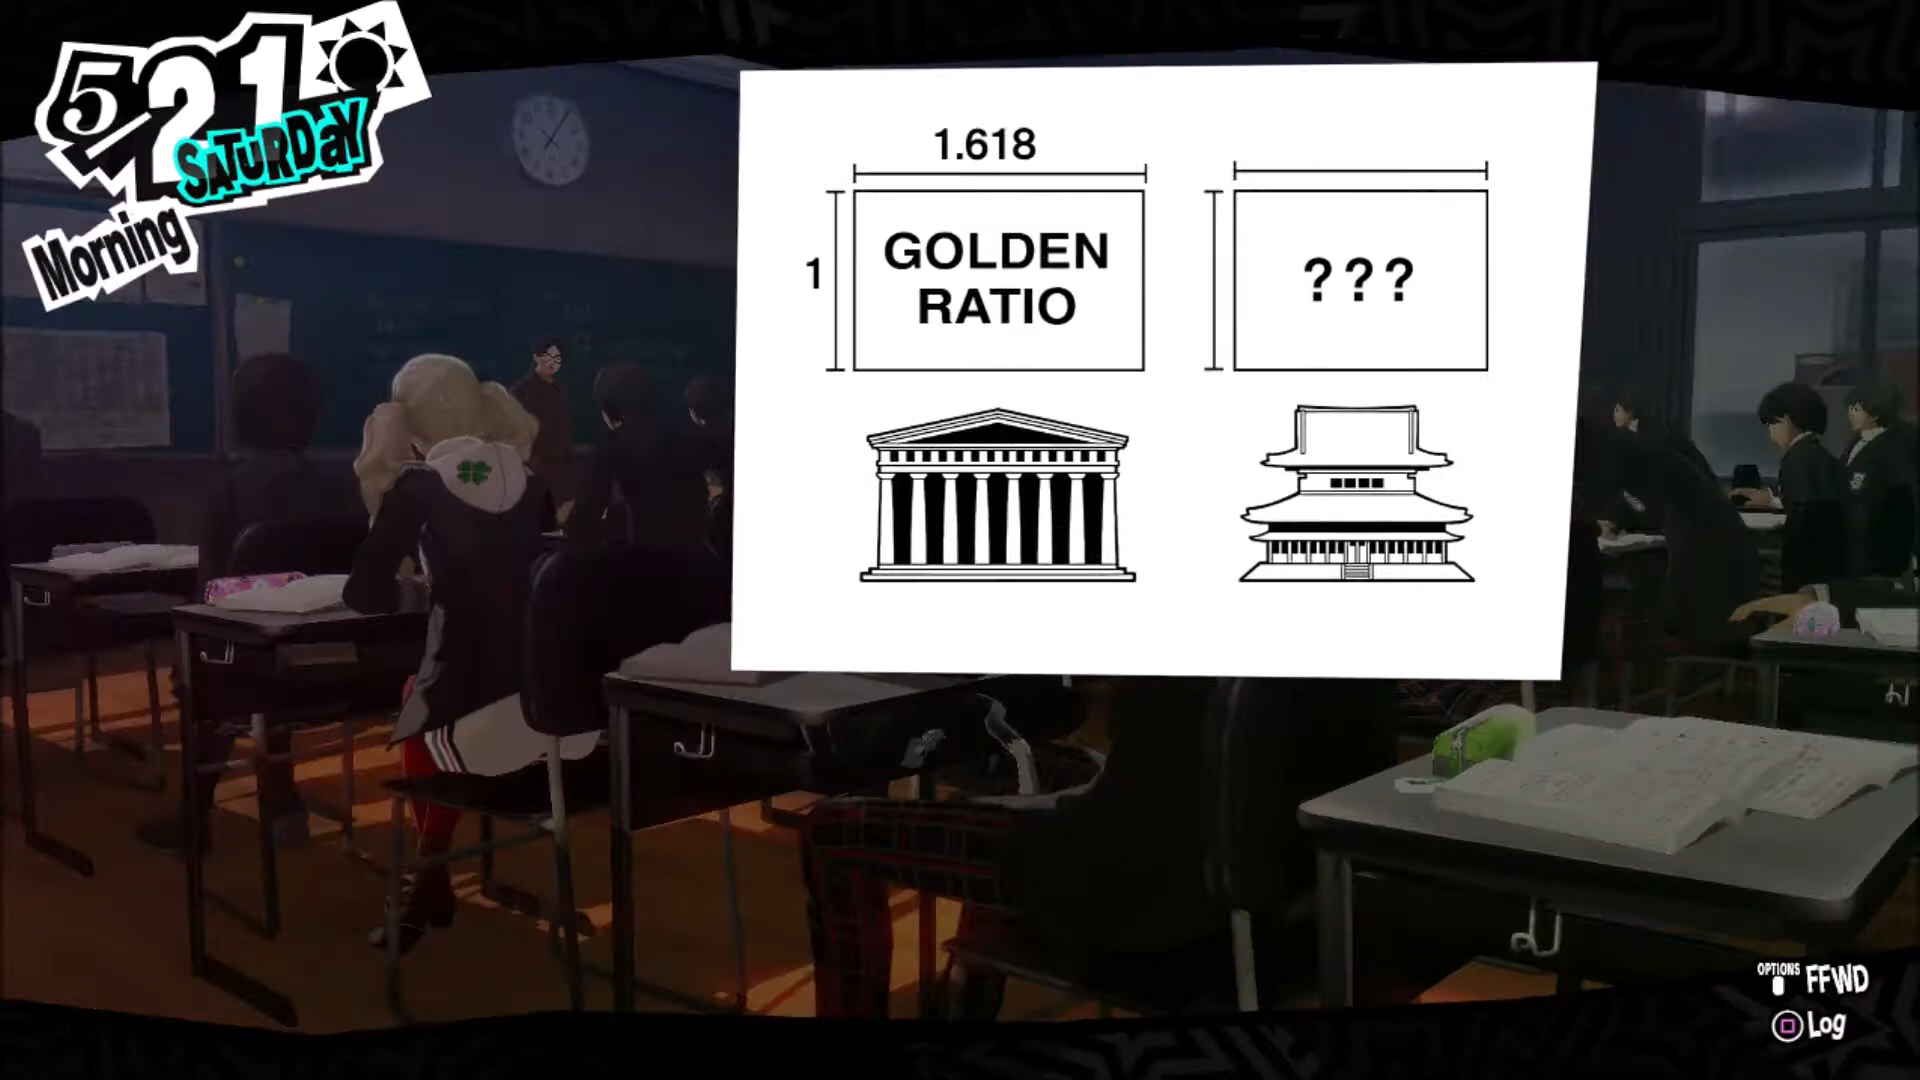 5/21
SATURDaY
Morning
1.618
1
GOLDEN
RATIO
???
OPTIONS FFWD
Log